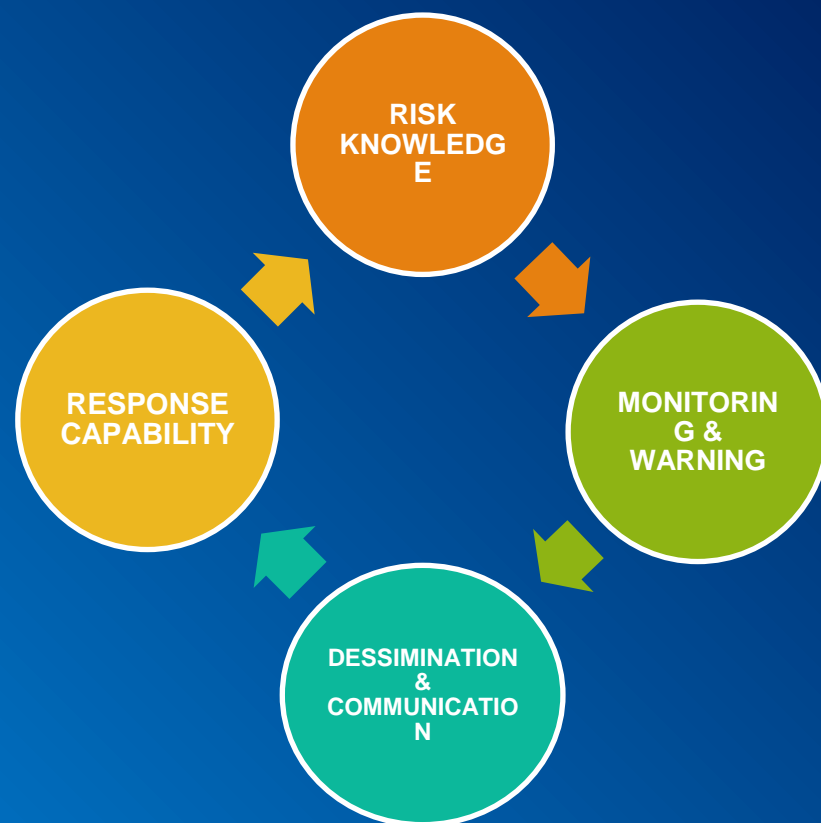 RISK
KNOWLEDG
E
MONITORIN
G &
WARNING
RESPONSE
CAPABILITY
DESSIMINATION
&
COMMUNICATIO
N